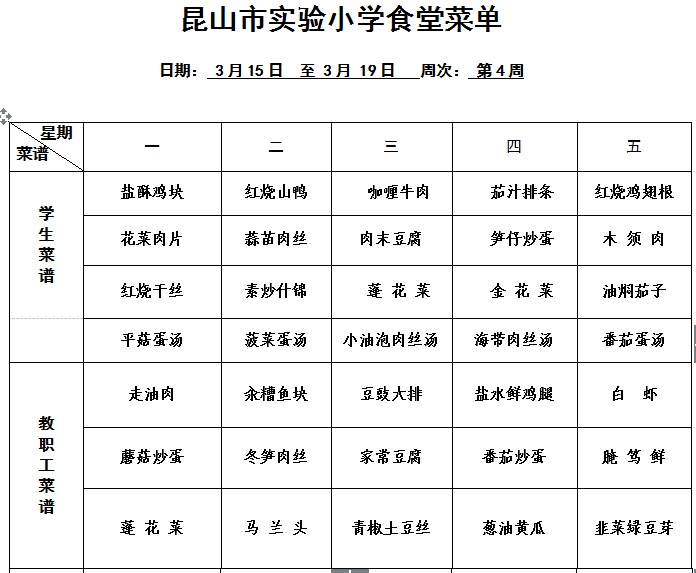 昆山市实验小学食堂菜单
日期: 3月15日 至 3月 19日 周次: 第4周
星期
菜谱
一 二 三 四 五
学生菜谱
盐酥鸡块 红烧山鸭 咖喱牛肉 茄汁排条 红烧鸡翅根
花菜肉片 蒜苗肉丝 肉末豆腐 笋仔炒蛋 木 须 肉
红烧干丝 素炒什锦 蓬 花 菜 金 花 菜 油焖茄子
平菇蛋汤 菠菜蛋汤 小油泡肉丝汤 海带肉丝汤 番茄蛋汤
教职工菜谱
走油肉 汆糟鱼块 豆豉大排 盐水鲜鸡腿 白 虾
蘑菇炒蛋 冬笋肉丝 家常豆腐 番茄炒蛋 腌 笃 鲜
蓬 花 菜 马 兰 头 青椒土豆丝 葱油黄瓜 韭菜绿豆芽